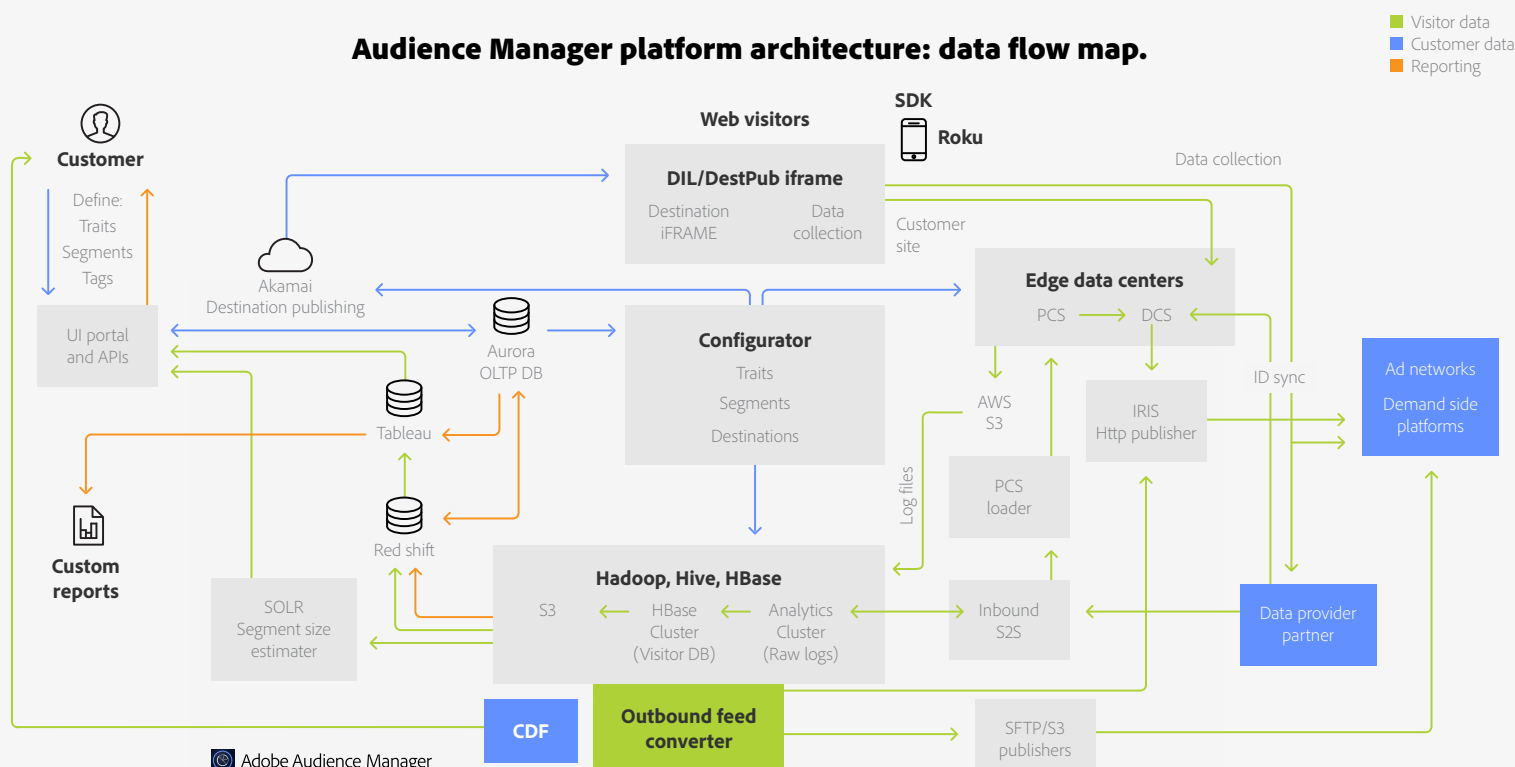 Audience Manager platform architecture: data flow map.
Visitor data
Customer data
Reporting
Customer
Define:
Traits
Segments
Tags
UI portal
and APIs
Akamai
Destination publishing
Web visitors
SDK
Roku
DIL/DestPub iframe
Destination
iFRAME
Data
collection
Customer
site
Data collection
Edge data centers
PCS
DCS
Aurora
OLTP DB
Configurator
Traits
Segments
Destinations
Tableau
Red shift
Custom
reports
AWS
S3
Log files
PCS
loader
IRIS
Http publisher
ID sync
Ad networks
Demand side
platforms
SOLR
Segment size
estimater
Hadoop, Hive, HBase
S3
HBase
Cluster
(Visitor DB)
Analytics
Cluster
(Raw logs)
Inbound
S2S
Data provider
partner
CDF
Outbound feed
converter
SFTP/S3
publishers
Adobe Audience Manager